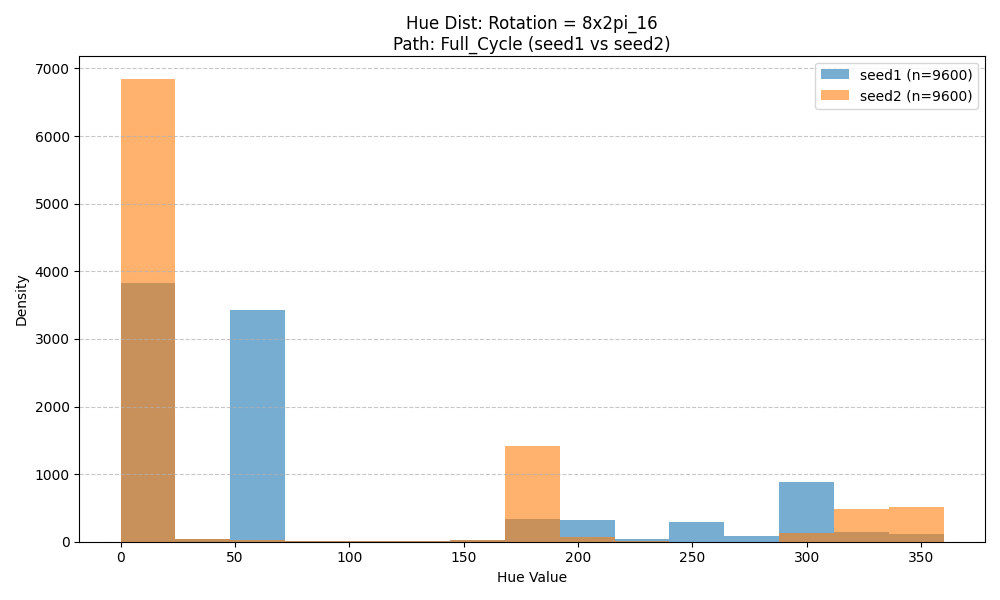 Hue Dist: Rotation = 8x2pi_16
Path: Full_Cycle (seed1 vs seed2)
seed1 (n=9600)
seed2 (n=9600)
Density
7000
6000
5000
4000
3000
2000
1000
0
0 50 100 150 200 250 300 350
Hue Value